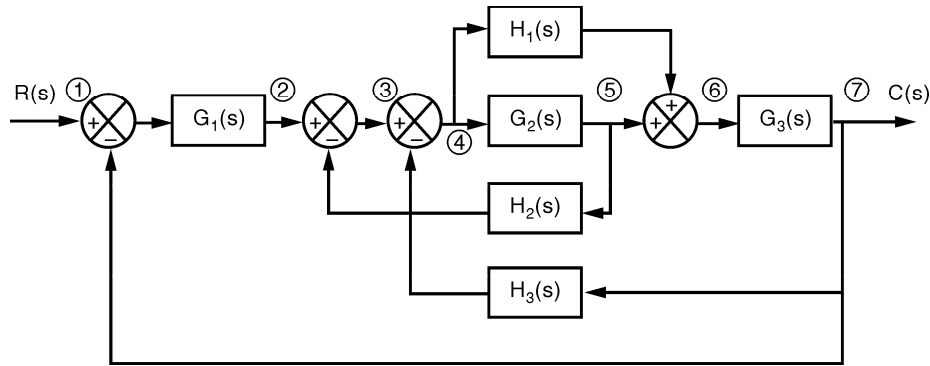 H₁(s)
R(s) ① ② ③ ⑤ ⑥ ⑦ C(s)
+ − G₁(s) + − + − ④ G₂(s) + + G₃(s)
H₂(s)
H₃(s)